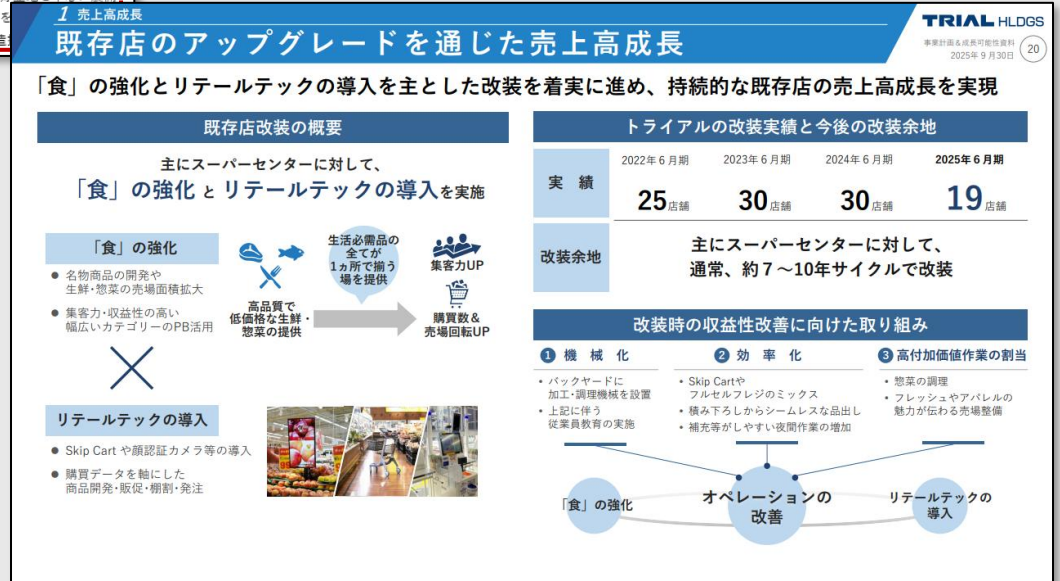 を
1 売上高成長
既存店のアップグレードを通じた売上高成長
TRIAL HLDGS
事業計画&成長可能性資料
2025年9月30日
20
「食」の強化とリテールテックの導入を主とした改装を着実に進め、持続的な既存店の売上高成長を実現
既存店改装の概要
主にスーパーセンターに対して、
「食」の強化 と リテールテックの導入を実施
「食」の強化
● 名物商品の開発や
生鮮・惣菜の売場面積拡大
● 集客力・収益性の高い
幅広いカテゴリーのPB活用
高品質で
低価格な生鮮・
惣菜の提供
生活必需品の
全てが
1ヵ所で揃う
場を提供
集客力UP
購買数&
売場回転UP
リテールテックの導入
● Skip Cart や顔認証カメラ等の導入
● 購買データを軸にした
商品開発・販促・棚割・発注
トライアルの改装実績と今後の改装余地
2022年6月期 2023年6月期 2024年6月期 2025年6月期
実 績 25店舗 30店舗 30店舗 19店舗
改装余地
主にスーパーセンターに対して、
通常、約7～10年サイクルで改装
改装時の収益性改善に向けた取り組み
1 機 械 化
• バックヤードに
加工・調理機械を設置
• 上記に伴う
従業員教育の実施
2 効 率 化
• Skip Cartや
フルセルフレジのミックス
• 積み下ろしからシームレスな品出し
• 補充等がしやすい夜間作業の増加
3 高付加価値作業の割当
• 惣菜の調理
• フレッシュやアパレルの
魅力が伝わる売場整備
「食」の強化
オペレーションの
改善
リテールテックの
導入